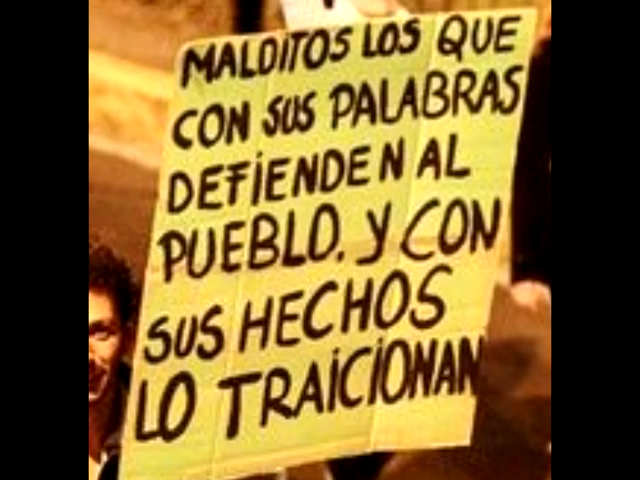 MALDITOS LOS QUE
CON SUS PALABRAS
DEFiENDEN AL
PUEBLO. Y CON
SUS HECHOS
LO TRAiCiONAN